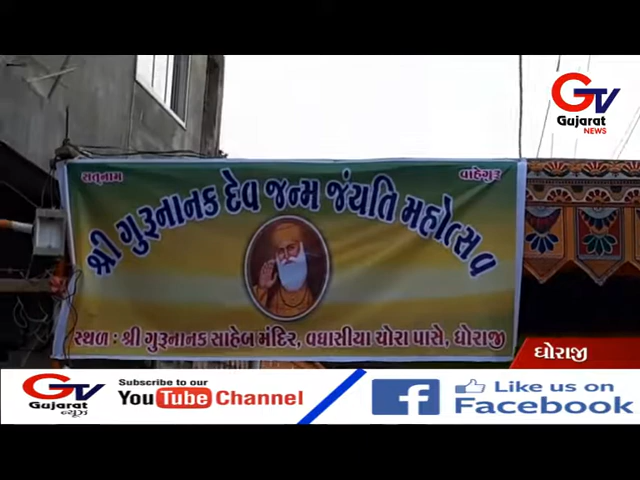 GTV
Gujarat
NEWS
સત્નામ
વાહેગુરૂ
શ્રી ગુરૂનાનક દેવ જન્મ જંયતિ મહોત્સવ
સ્થળ : શ્રી ગુરૂનાનક સાહેબ મંદિર, વઘાસીયા ચોરા પાસે, ધોરાજી
ધોરાજી
GTV
Gujarat
ન્યૂઝ
Subscribe to our
YouTube Channel
f
Like us on
Facebook